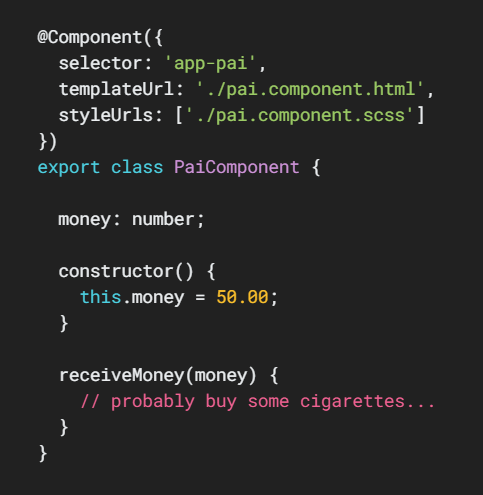 @Component({
  selector: 'app-pai',
  templateUrl: './pai.component.html',
  styleUrls: ['./pai.component.scss']
})
export class PaiComponent {
  money: number;
  constructor() {
    this.money = 50.00;
  }
  receiveMoney(money) {
    // probably buy some cigarettes...
  }
}